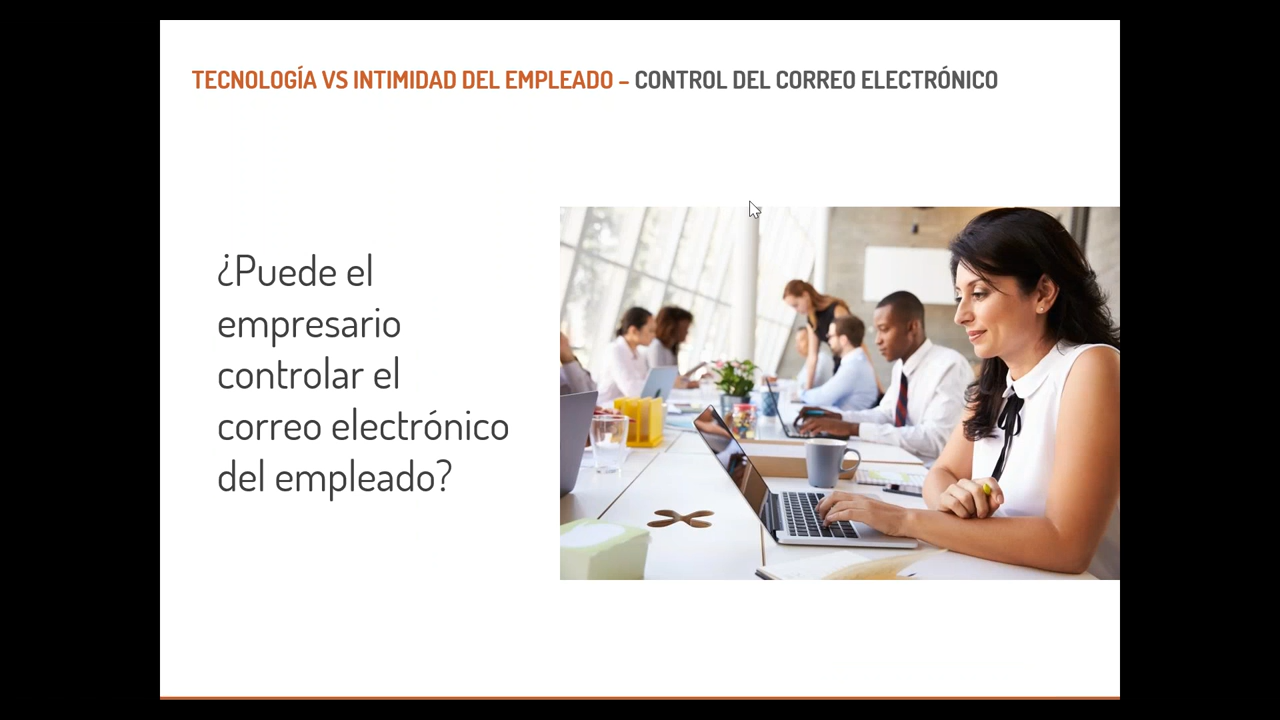 TECNOLOGÍA VS INTIMIDAD DEL EMPLEADO – CONTROL DEL CORREO ELECTRÓNICO
¿Puede el
empresario
controlar el
correo electrónico
del empleado?